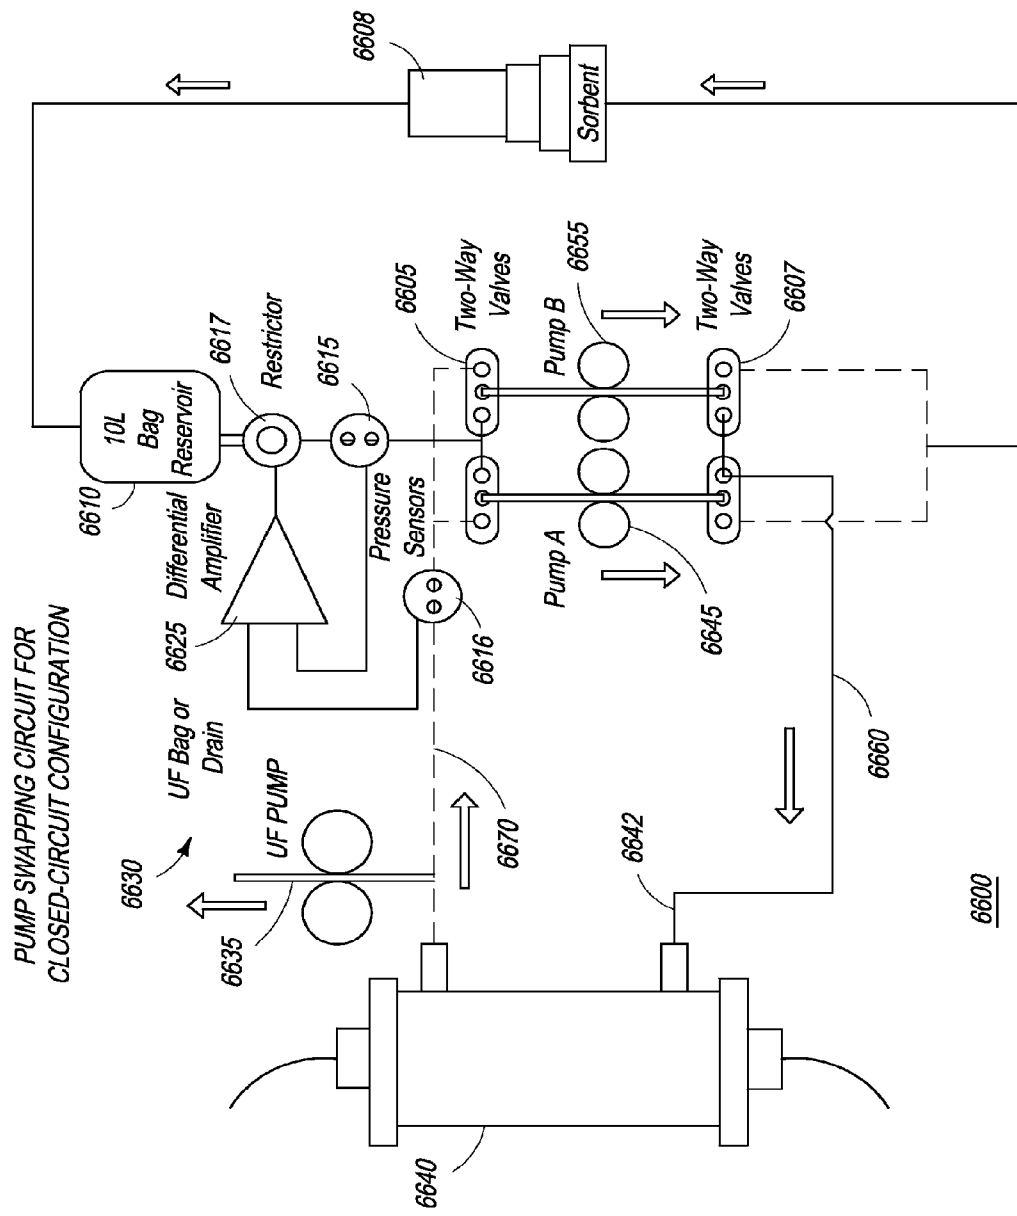 PUMP SWAPPING CIRCUIT FOR
CLOSED-CIRCUIT CONFIGURATION
6608
Sorbent
6610
10L
Bag
Reservoir
6617
Restrictor
6615
6625
Differential
Amplifier
Pressure
Sensors
6616
6605
Two-Way
Valves
Pump B
6655
Two-Way
Valves
6607
Pump A
6645
6630
UF Bag or
Drain
UF PUMP
6635
6670
6660
6642
6640
6600